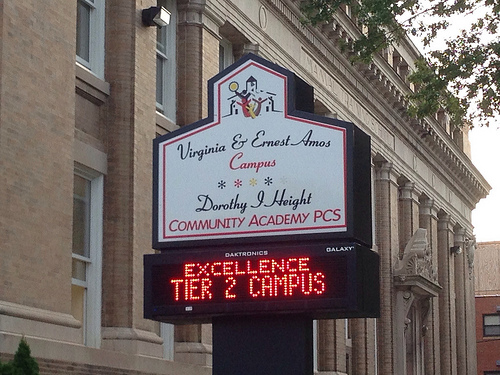 Virginia & Ernest Amos
Campus
Dorothy I Height
COMMUNITY ACADEMY PCS
DAKTRONICS
GALAXY
EXCELLENCE
TIER 2 CAMPUS